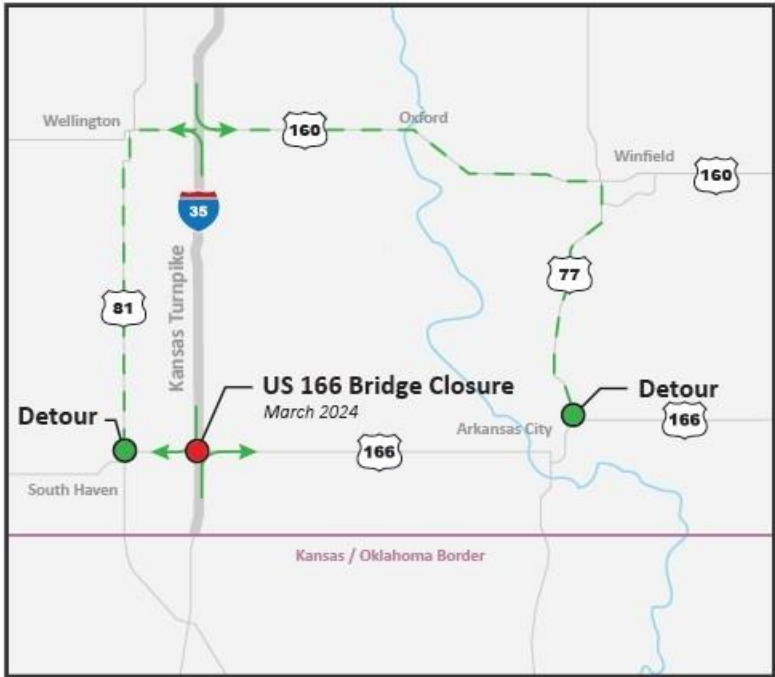 Wellington
160
Oxford
Winfield
160
35
77
81
Kansas Turnpike
US 166 Bridge Closure
March 2024
Detour
Detour
Arkansas City
166
166
South Haven
Kansas / Oklahoma Border